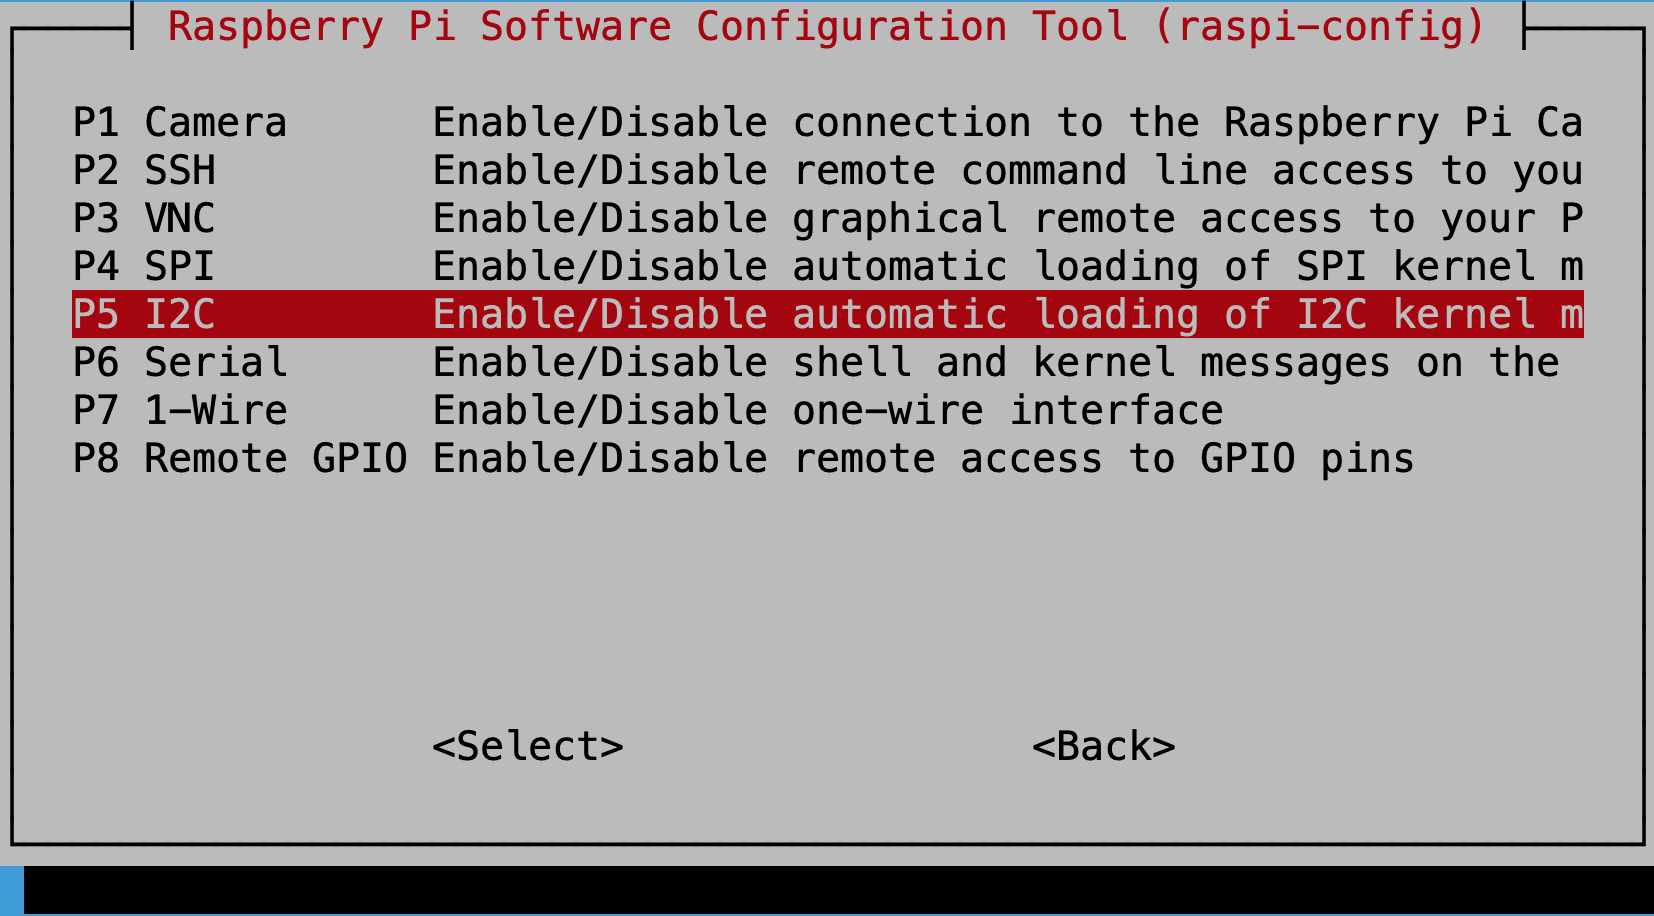 Raspberry Pi Software Configuration Tool (raspi-config)
P1 Camera Enable/Disable connection to the Raspberry Pi Ca
P2 SSH Enable/Disable remote command line access to you
P3 VNC Enable/Disable graphical remote access to your P
P4 SPI Enable/Disable automatic loading of SPI kernel m
P5 I2C Enable/Disable automatic loading of I2C kernel m
P6 Serial Enable/Disable shell and kernel messages on the
P7 1-Wire Enable/Disable one-wire interface
P8 Remote GPIO Enable/Disable remote access to GPIO pins
<Select> <Back>